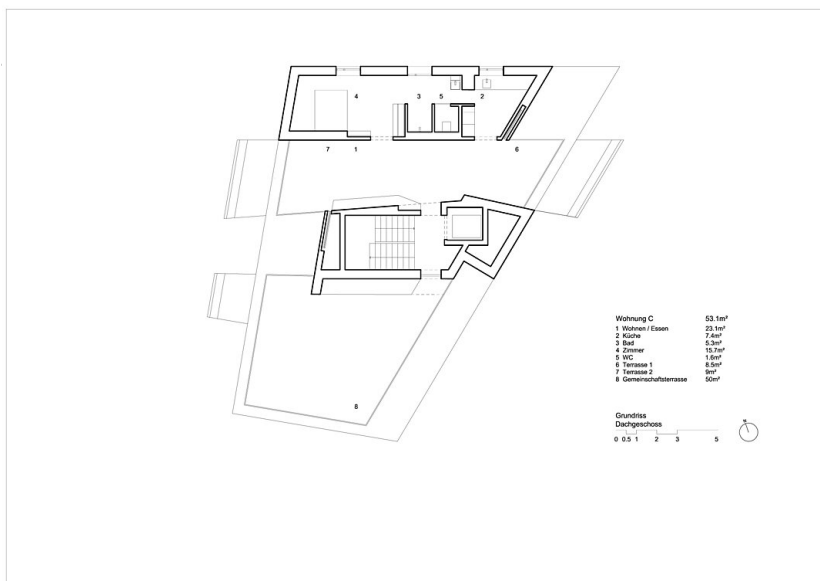 4 3 5 2
7 1 6
8
Wohnung C 53.1m²
1 Wohnen / Essen 23.1m²
2 Küche 7.4m²
3 Bad 5.3m²
4 Zimmer 15.7m²
5 WC 1.6m²
6 Terrasse 1 8.5m²
7 Terrasse 2 9m²
8 Gemeinschaftsterrasse 50m²
Grundriss
Dachgeschoss
0 0.5 1 2 3 5
N